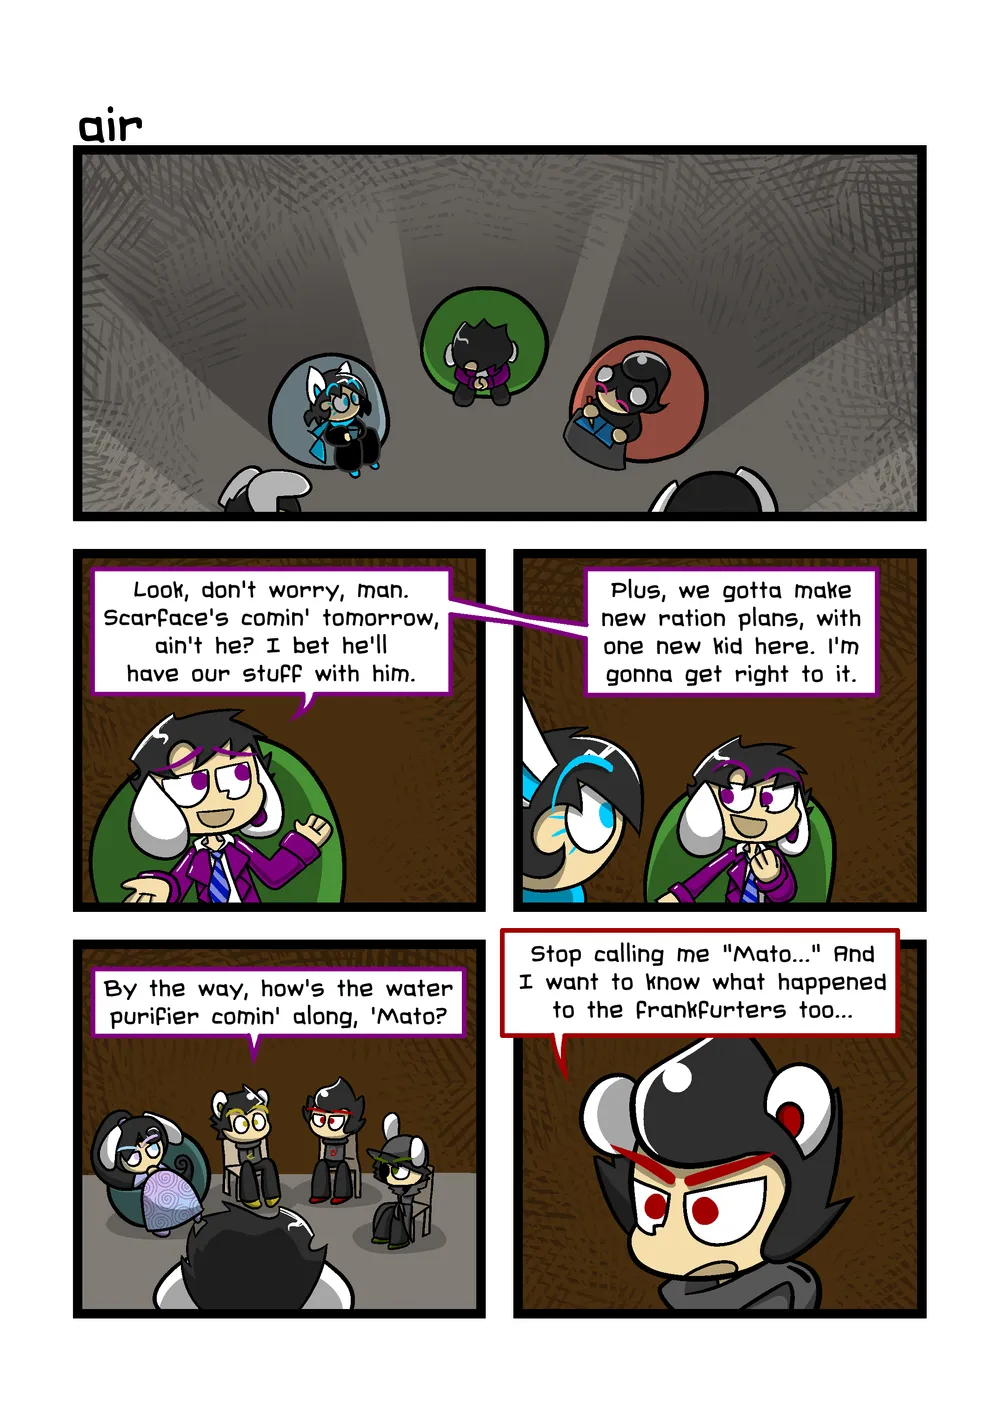 air
Look, don't worry, man.
Scarface's comin' tomorrow,
ain't he? I bet he'll
have our stuff with him.
Plus, we gotta make
new ration plans, with
one new kid here. I'm
gonna get right to it.
By the way, how's the water
purifier comin' along, 'Mato?
Stop calling me "Mato..." And
I want to know what happened
to the frankfurters too...